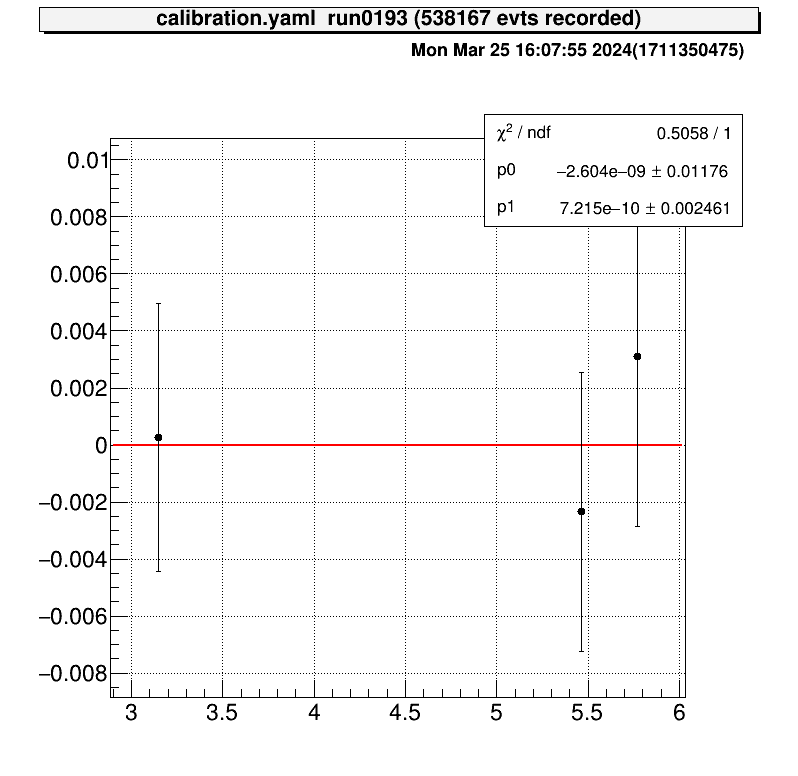 calibration.yaml run0193 (538167 evts recorded)
Mon Mar 25 16:07:55 2024(1711350475)
χ² / ndf 0.5058 / 1
p0 −2.604e−09 ± 0.01176
p1 7.215e−10 ± 0.002461
0.01
0.008
0.006
0.004
0.002
0
−0.002
−0.004
−0.006
−0.008
3 3.5 4 4.5 5 5.5 6